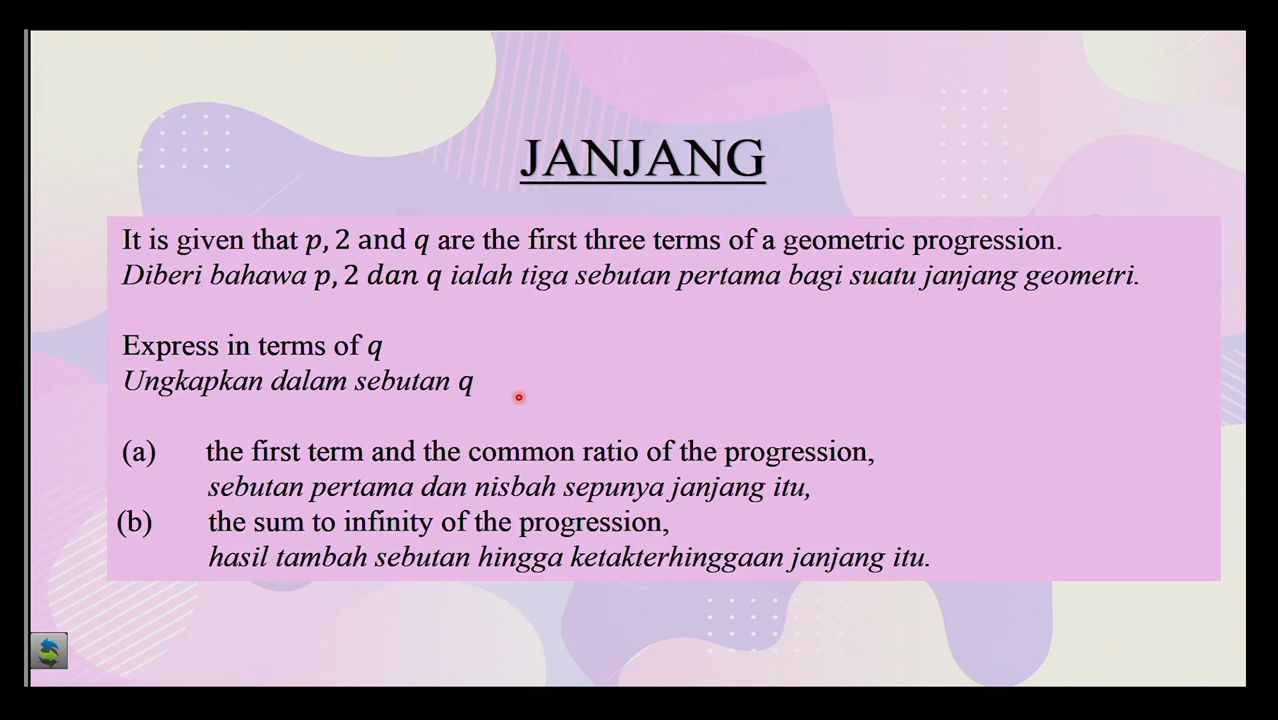 JANJANG
It is given that p, 2 and q are the first three terms of a geometric progression.
Diberi bahawa p, 2 dan q ialah tiga sebutan pertama bagi suatu janjang geometri.
Express in terms of q
Ungkapkan dalam sebutan q
(a) the first term and the common ratio of the progression,
sebutan pertama dan nisbah sepunya janjang itu,
(b) the sum to infinity of the progression,
hasil tambah sebutan hingga ketakterhinggaan janjang itu.